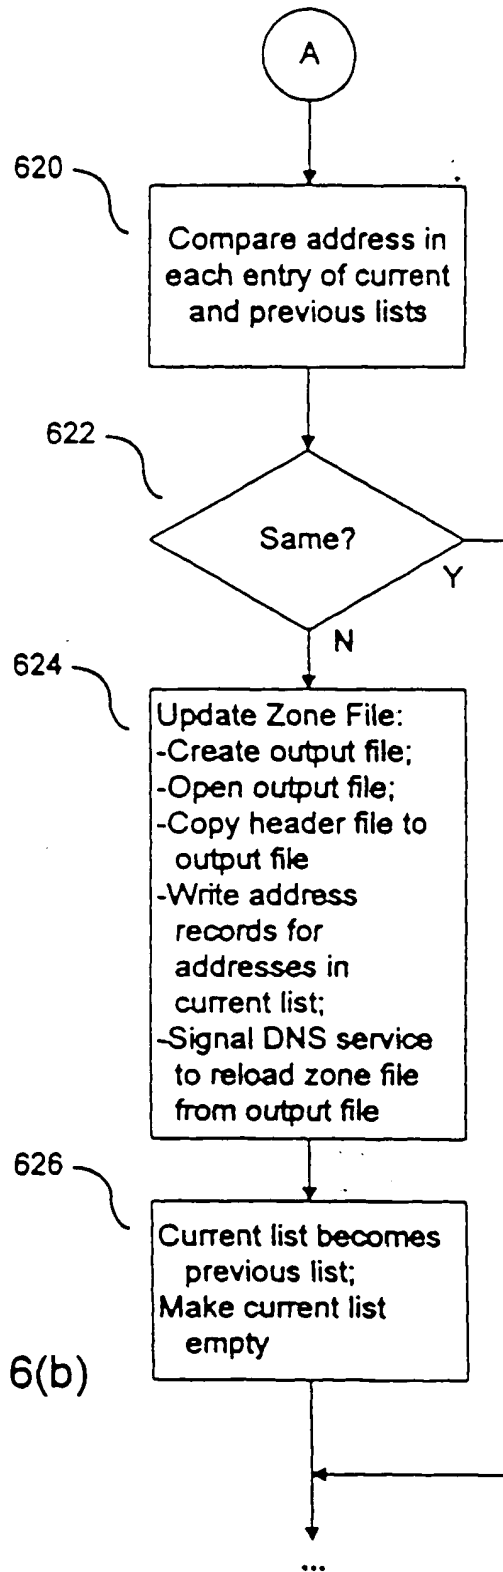 A
620
Compare address in
each entry of current
and previous lists
622
Same?
Y
N
624
Update Zone File:
-Create output file;
-Open output file;
-Copy header file to
output file
-Write address
records for
addresses in
current list;
-Signal DNS service
to reload zone file
from output file
626
Current list becomes
previous list;
Make current list
empty
6(b)
...